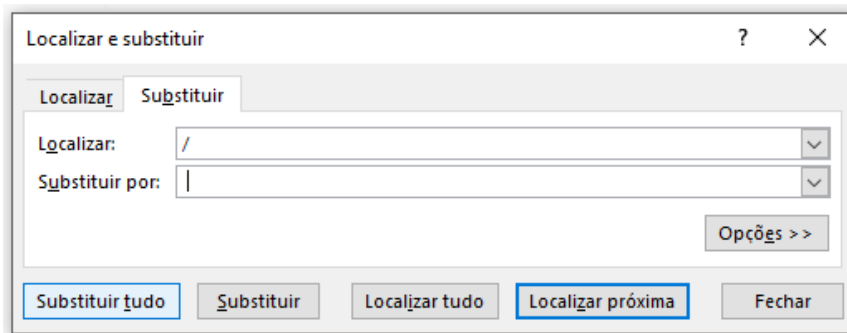 Localizar e substituir ?
Localizar Substituir
Localizar: /
Substituir por:
Opções >>
Substituir tudo Substituir Localizar tudo Localizar próxima Fechar